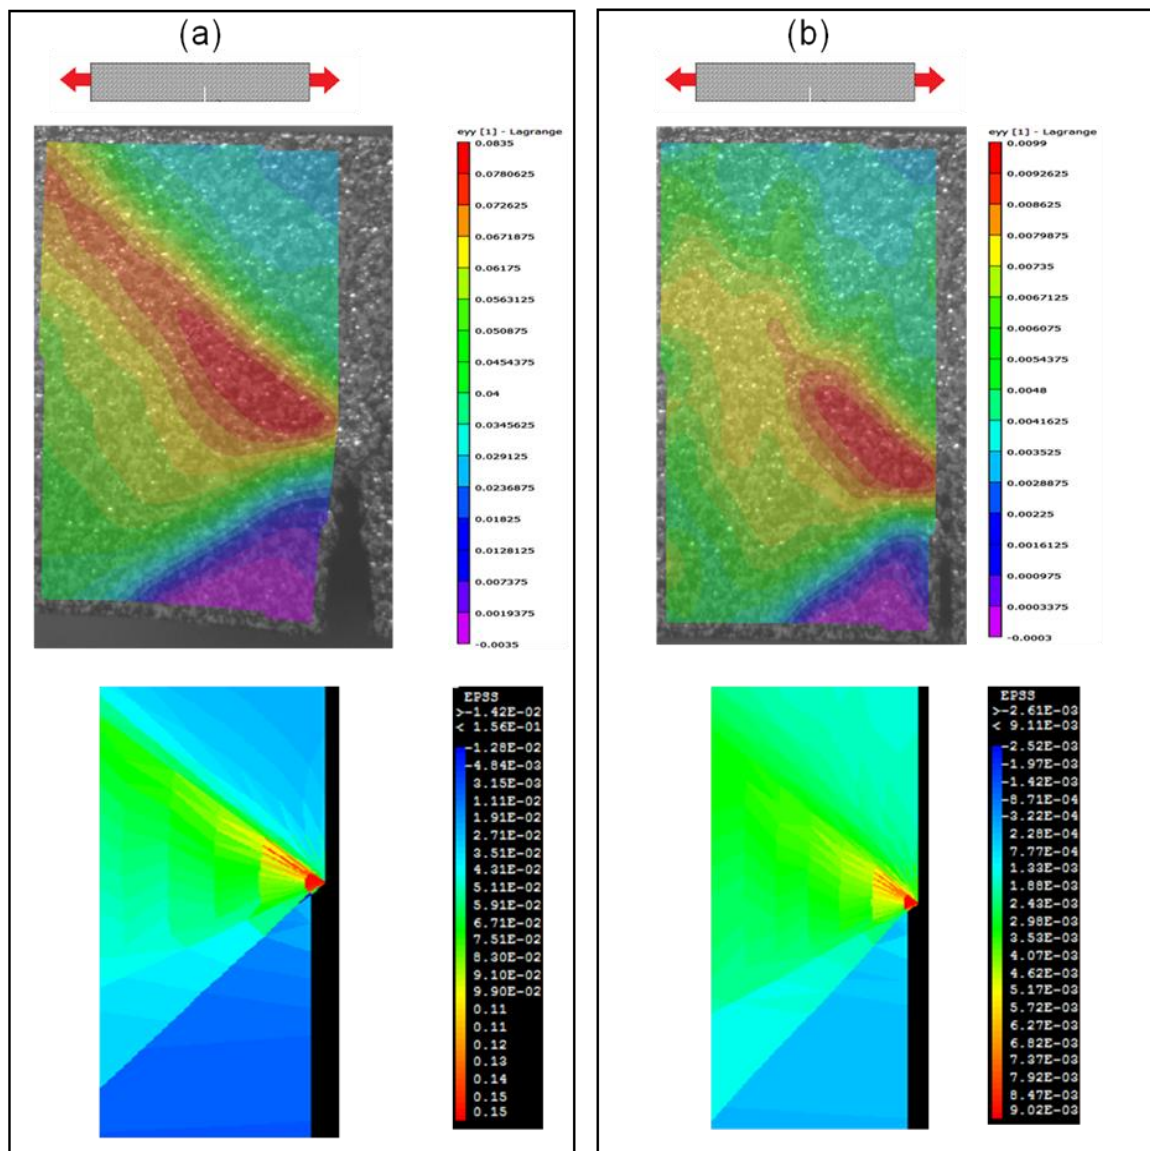 (a)
eyy [1] - Lagrange
0.0835
0.0780625
0.072625
0.0671875
0.06175
0.0563125
0.050875
0.0454375
0.04
0.0345625
0.029125
0.0236875
0.01825
0.0128125
0.007375
0.0019375
-0.0035
EPSS
>-1.42E-02
< 1.56E-01
-1.28E-02
-4.84E-03
3.15E-03
1.11E-02
1.91E-02
2.71E-02
3.51E-02
4.31E-02
5.11E-02
5.91E-02
6.71E-02
7.51E-02
8.30E-02
9.10E-02
9.90E-02
0.11
0.11
0.12
0.13
0.14
0.15
0.15
(b)
eyy [1] - Lagrange
0.0099
0.0092625
0.008625
0.0079875
0.00735
0.0067125
0.006075
0.0054375
0.0048
0.0041625
0.003525
0.0028875
0.00225
0.0016125
0.000975
0.0003375
-0.0003
EPSS
>-2.61E-03
< 9.11E-03
-2.52E-03
-1.97E-03
-1.42E-03
-8.71E-04
-3.22E-04
2.28E-04
7.77E-04
1.33E-03
1.88E-03
2.43E-03
2.98E-03
3.53E-03
4.07E-03
4.62E-03
5.17E-03
5.72E-03
6.27E-03
6.82E-03
7.37E-03
7.92E-03
8.47E-03
9.02E-03